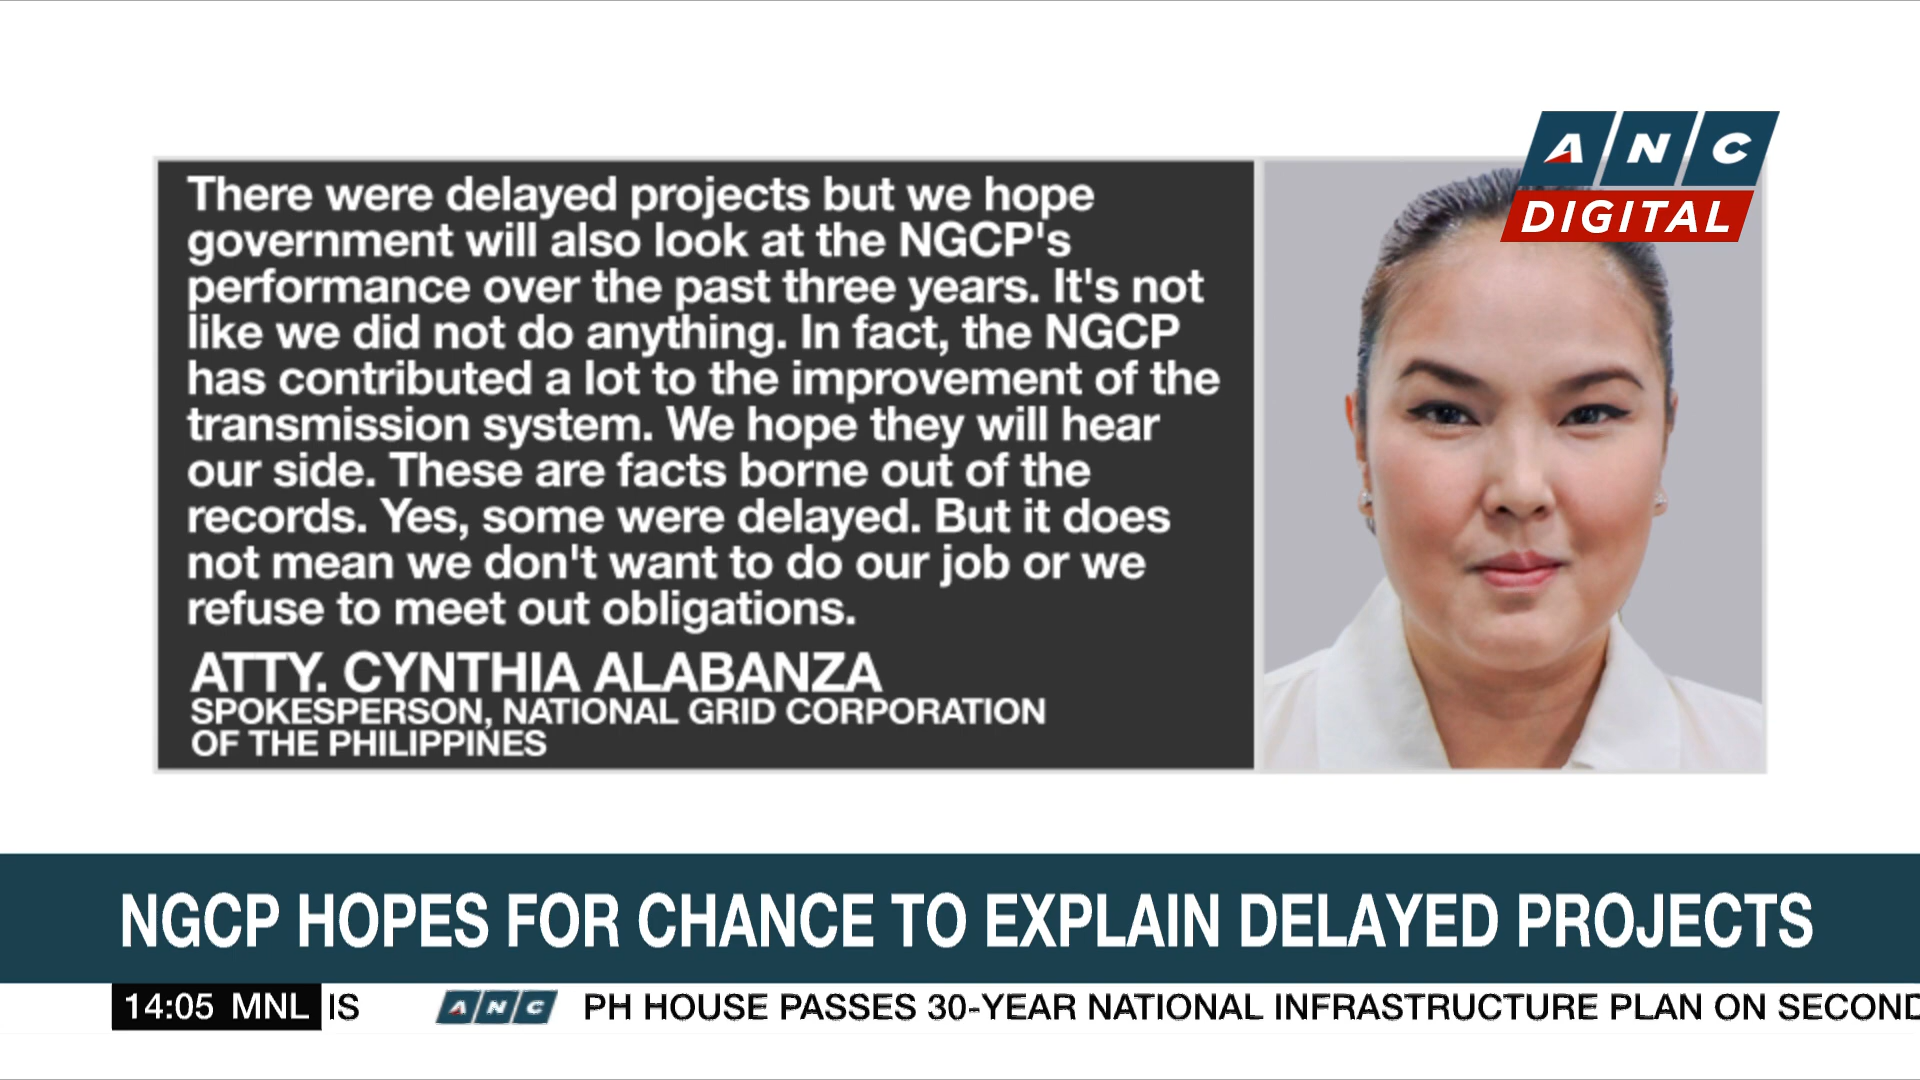 ANC
DIGITAL
There were delayed projects but we hope
government will also look at the NGCP's
performance over the past three years. It's not
like we did not do anything. In fact, the NGCP
has contributed a lot to the improvement of the
transmission system. We hope they will hear
our side. These are facts borne out of the
records. Yes, some were delayed. But it does
not mean we don't want to do our job or we
refuse to meet out obligations.
ATTY. CYNTHIA ALABANZA
SPOKESPERSON, NATIONAL GRID CORPORATION
OF THE PHILIPPINES
NGCP HOPES FOR CHANCE TO EXPLAIN DELAYED PROJECTS
14:05 MNL IS ANC PH HOUSE PASSES 30-YEAR NATIONAL INFRASTRUCTURE PLAN ON SECOND